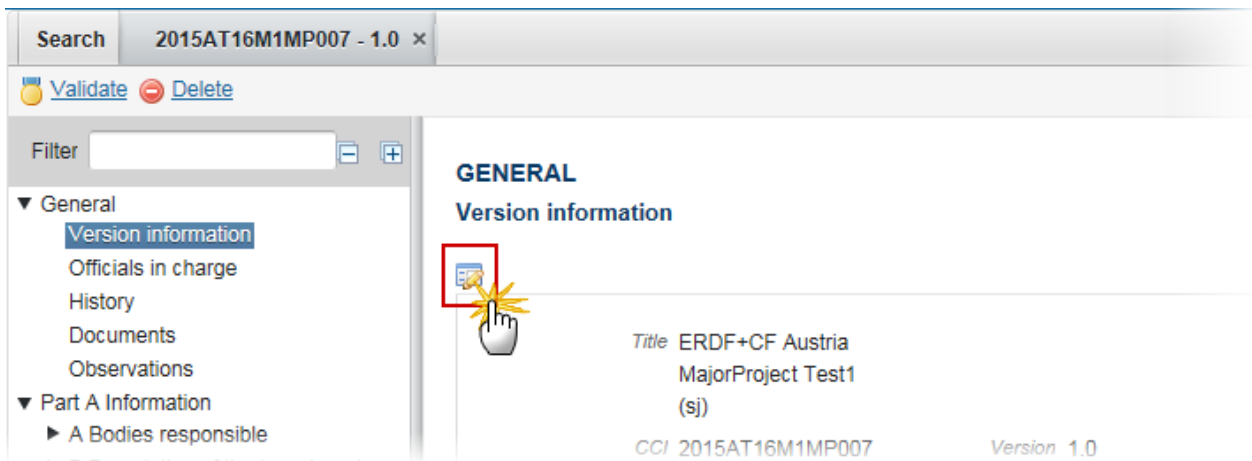 Search 2015AT16M1MP007 - 1.0 ×
Validate Delete
Filter
GENERAL
Version information
▼ General
Version information
Officials in charge
History
Documents
Observations
▼ Part A Information
► A Bodies responsible
Title ERDF+CF Austria
MajorProject Test1
(sj)
CCI 2015AT16M1MP007 Version 1.0